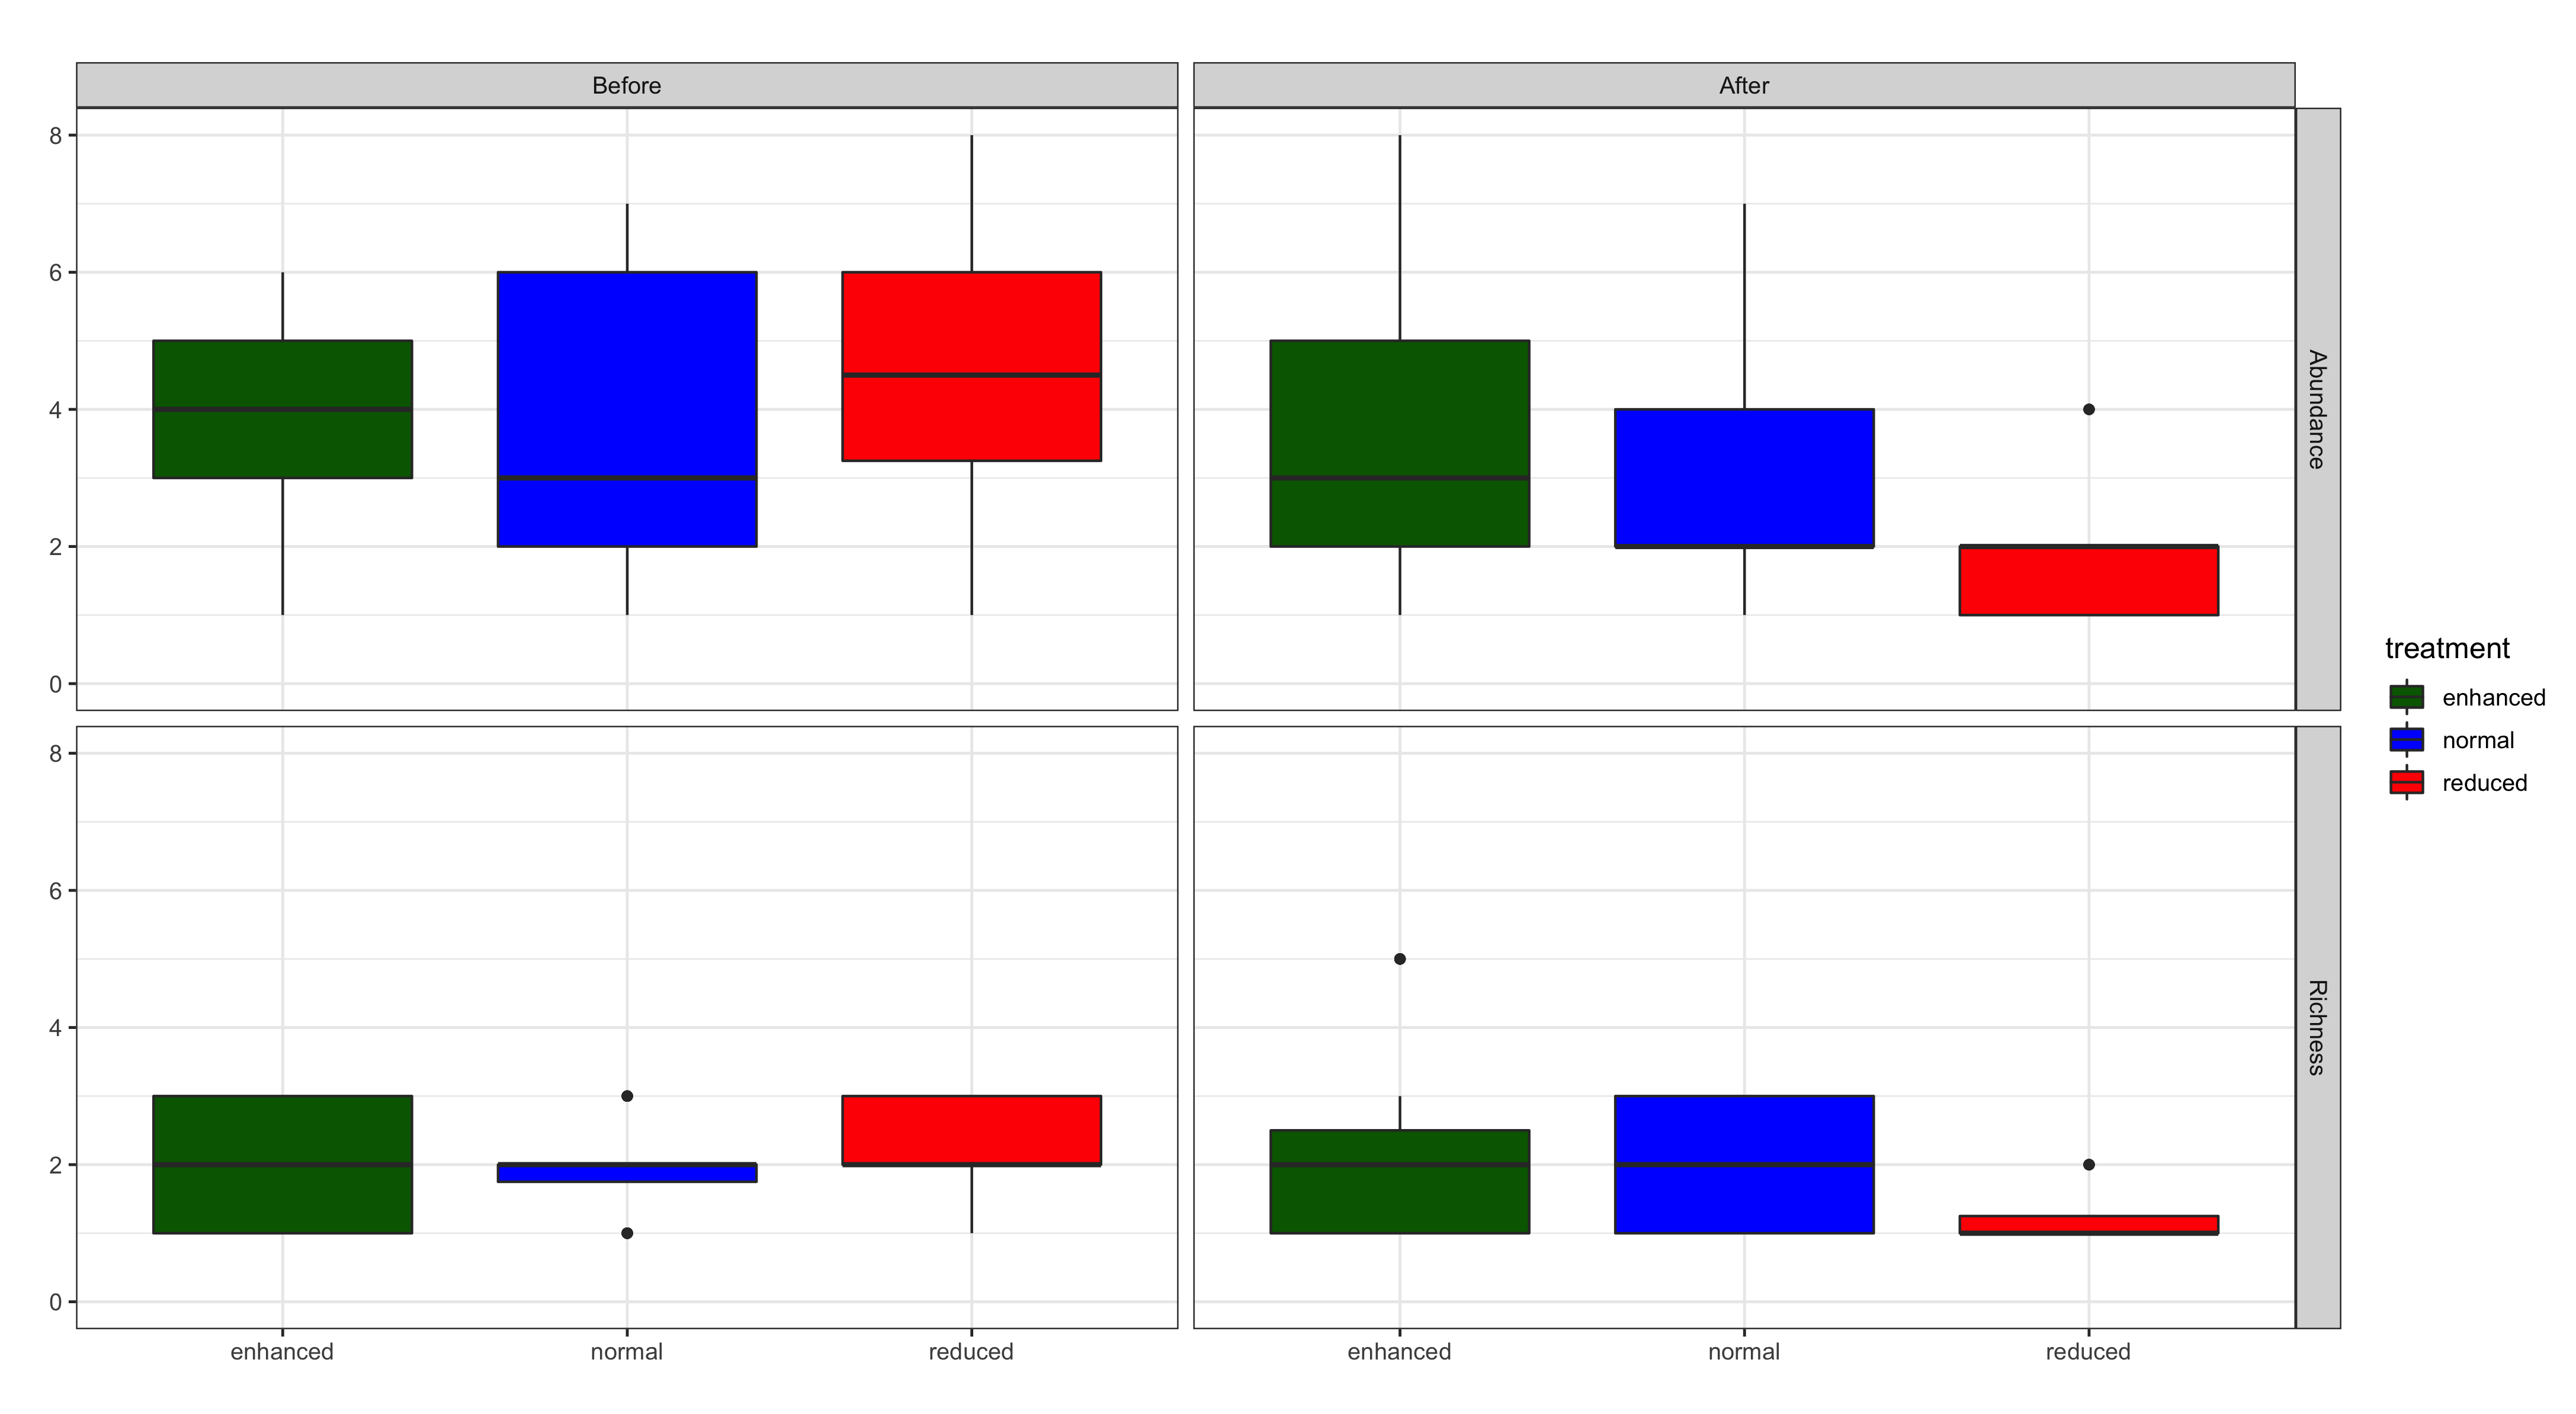 Before
After
8
6
4
2
0
Abundance
8
6
4
2
0
Richness
enhanced
normal
reduced
enhanced
normal
reduced
treatment
enhanced
normal
reduced